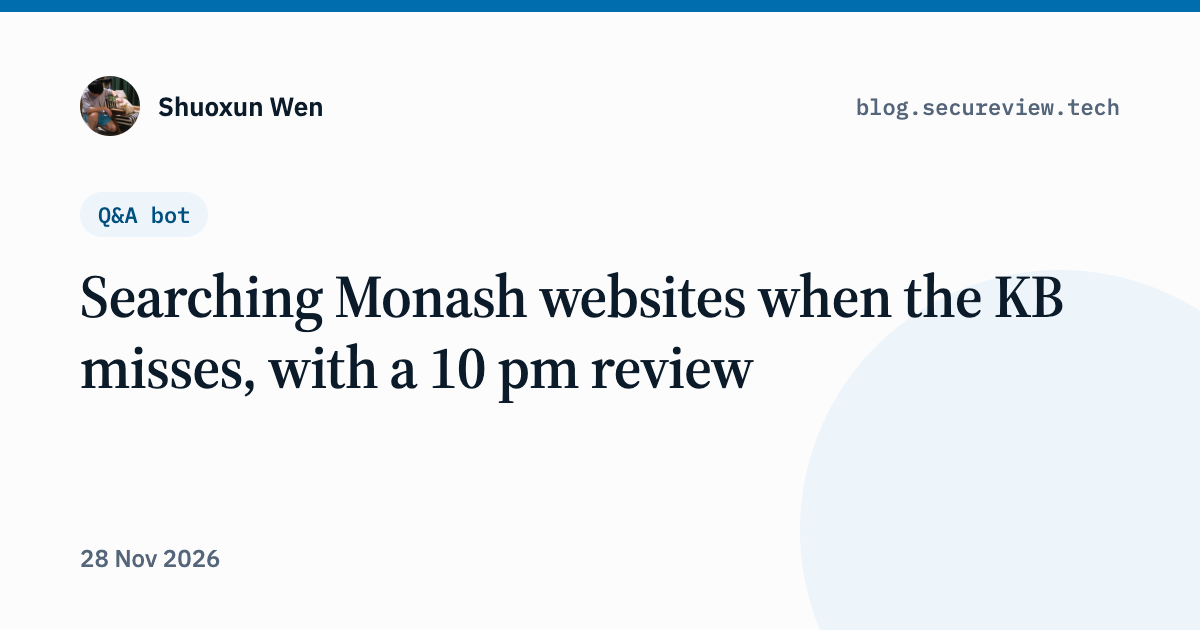 Shuoxun Wen
blog.secureview.tech
Q&A bot
Searching Monash websites when the KB
misses, with a 10 pm review
28 Nov 2026